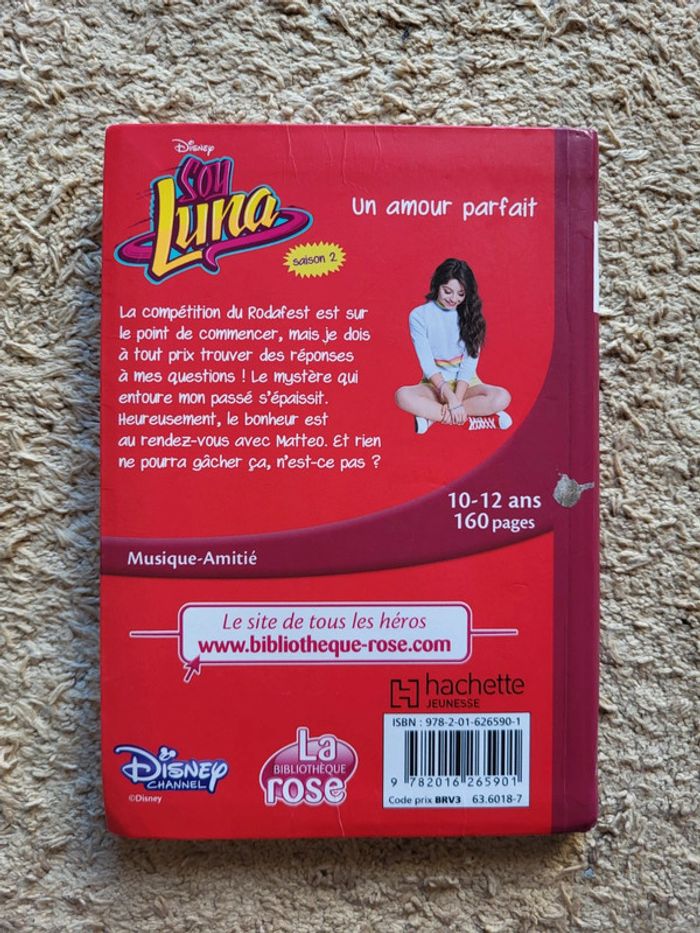 Disney
Soy
Luna
saison 2
Un amour parfait
La compétition du Rodafest est sur
le point de commencer, mais je dois
à tout prix trouver des réponses
à mes questions ! Le mystère qui
entoure mon passé s'épaissit.
Heureusement, le bonheur est
au rendez-vous avec Matteo. Et rien
ne pourra gâcher ça, n'est-ce pas ?
10-12 ans
160 pages
Musique-Amitié
Le site de tous les héros
www.bibliotheque-rose.com
hachette
JEUNESSE
ISBN : 978-2-01-626590-1
9 782016 265901
Code prix BRV3 63.6018-7
Disney
CHANNEL
©Disney
La
BIBLIOTHÈQUE
rose